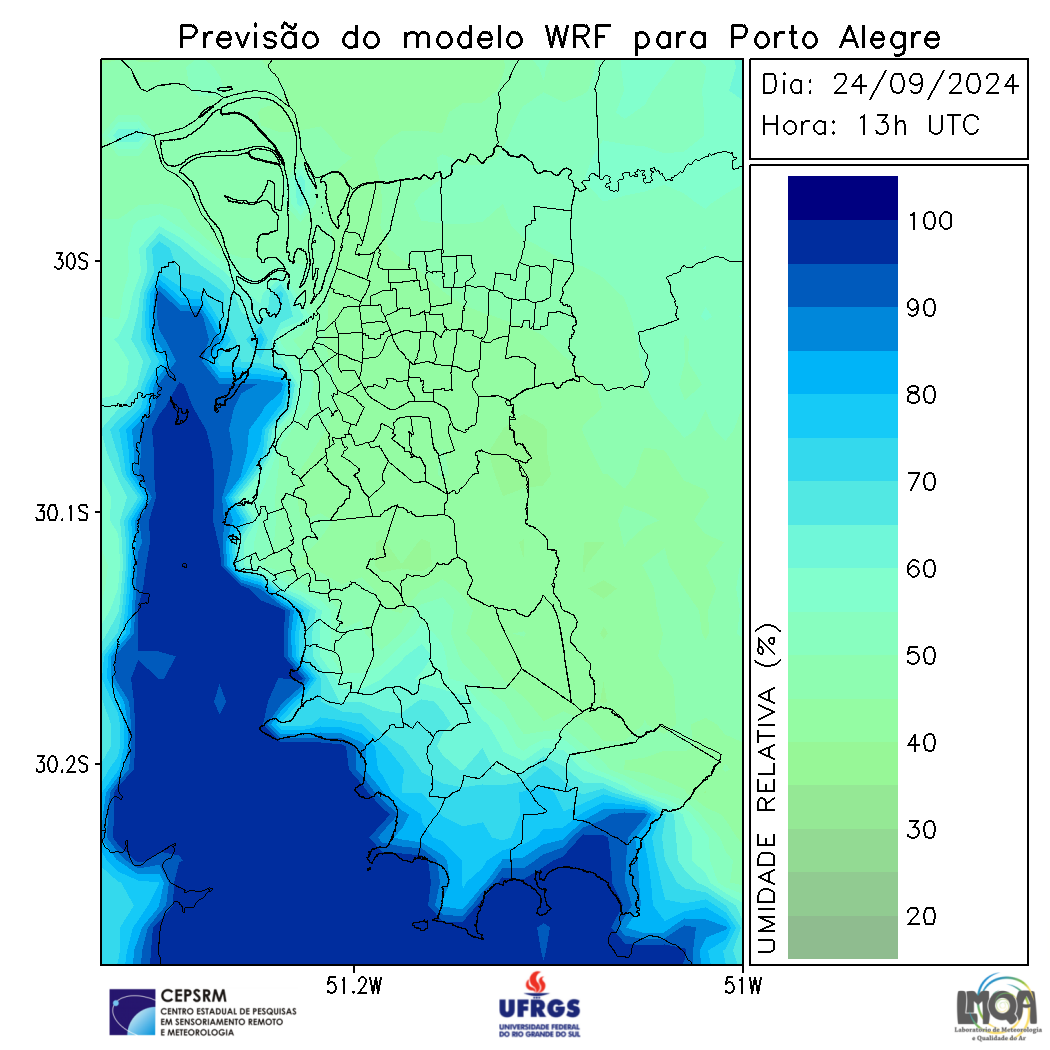 Previsão do modelo WRF para Porto Alegre
Dia: 24/09/2024
Hora: 13h UTC
100
90
80
70
60
50
40
30
20
UMIDADE RELATIVA (%)
30S
30.1S
30.2S
51.2W
51W
CEPSRM
CENTRO ESTADUAL DE PESQUISAS
EM SENSORIAMENTO REMOTO
E METEOROLOGIA
UFRGS
UNIVERSIDADE FEDERAL
DO RIO GRANDE DO SUL
LMQA
Laboratório de Meteorologia
e Qualidade do Ar